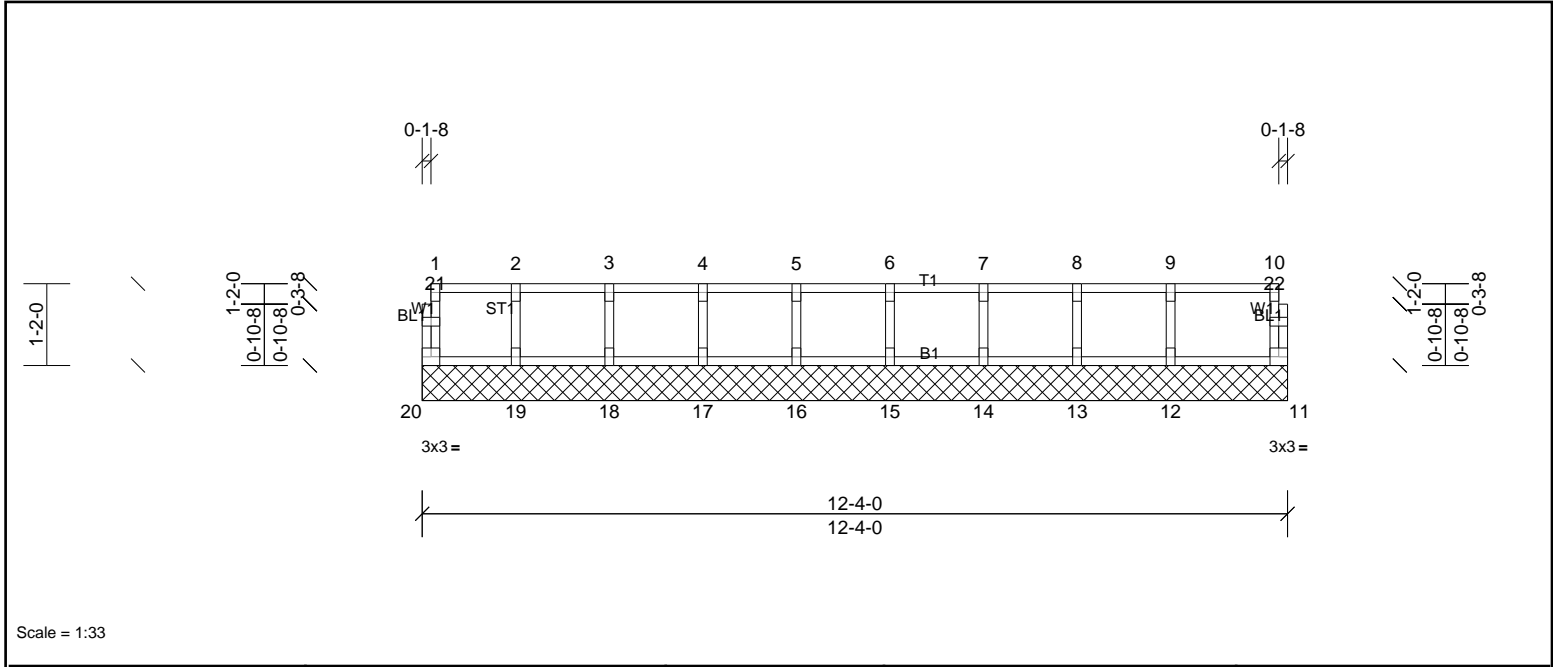 0-1-8 0-1-8
1 2 3 4 5 6 7 8 9 10
T1
21 22
1-2-0
1-2-0
0-3-8
0-10-8
0-10-8
W1
BL1
ST1
W1
BL1
1-2-0
0-3-8
0-10-8
0-10-8
B1
20 19 18 17 16 15 14 13 12 11
3x3 = 3x3 =
12-4-0
12-4-0
Scale = 1:33